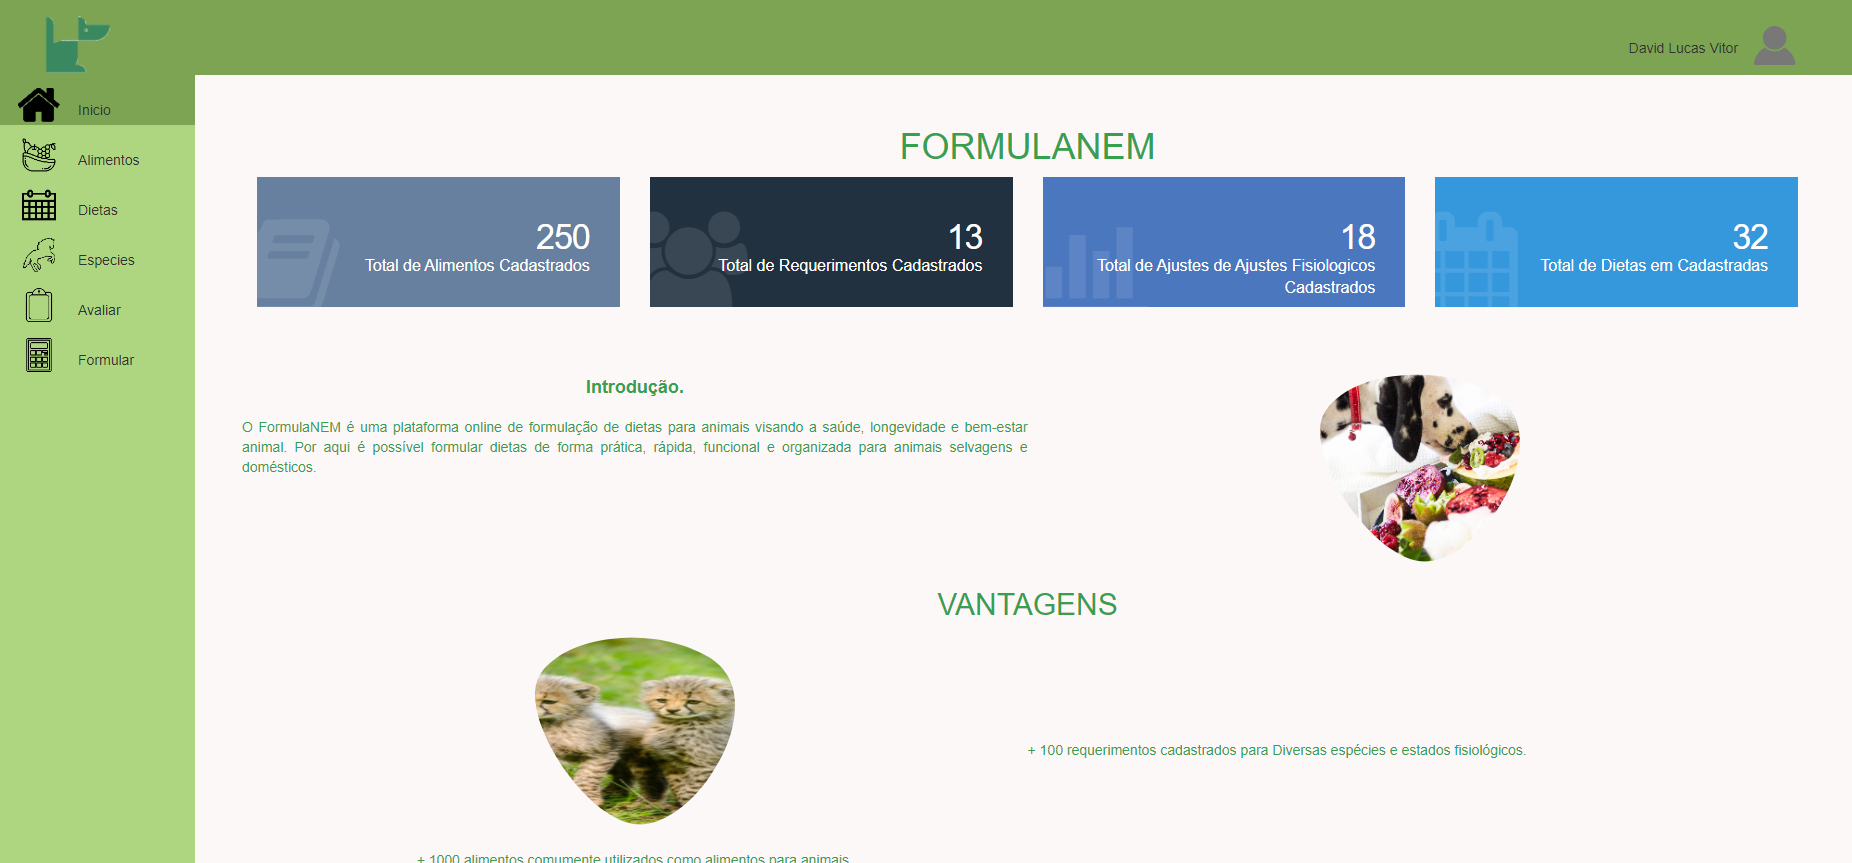 David Lucas Vitor
Inicio
Alimentos
Dietas
Especies
Avaliar
Formular
FORMULANEM
250
Total de Alimentos Cadastrados
13
Total de Requerimentos Cadastrados
18
Total de Ajustes de Ajustes Fisiologicos
Cadastrados
32
Total de Dietas em Cadastradas
Introdução.
O FormulaNEM é uma plataforma online de formulação de dietas para animais visando a saúde, longevidade e bem-estar
animal. Por aqui é possível formular dietas de forma prática, rápida, funcional e organizada para animais selvagens e
domésticos.
VANTAGENS
+ 100 requerimentos cadastrados para Diversas espécies e estados fisiológicos.
+ 1000 alimentos comumente utilizados como alimentos para animais